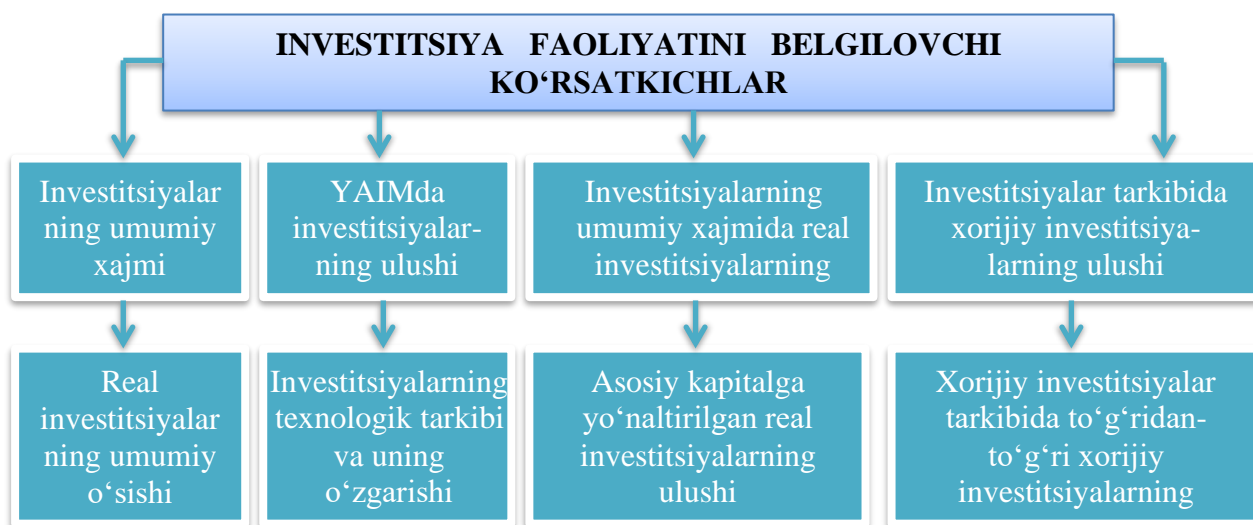 INVESTITSIYA FAOLIYATINI BELGILOVCHI
KO‘RSATKICHLAR
Investitsiyalar
ning umumiy
xajmi
YAIMda
investitsiyalar-
ning ulushi
Investitsiyalarning
umumiy xajmida real
investitsiyalarning
Investitsiyalar tarkibida
xorijiy investitsiya-
larning ulushi
Real
investitsiyalar
ning umumiy
o‘sishi
Investitsiyalarning
texnologik tarkibi
va uning
o‘zgarishi
Asosiy kapitalga
yo‘naltirilgan real
investitsiyalarning
ulushi
Xorijiy investitsiyalar
tarkibida to‘g‘ridan-
to‘g‘ri xorijiy
investitsiyalarning